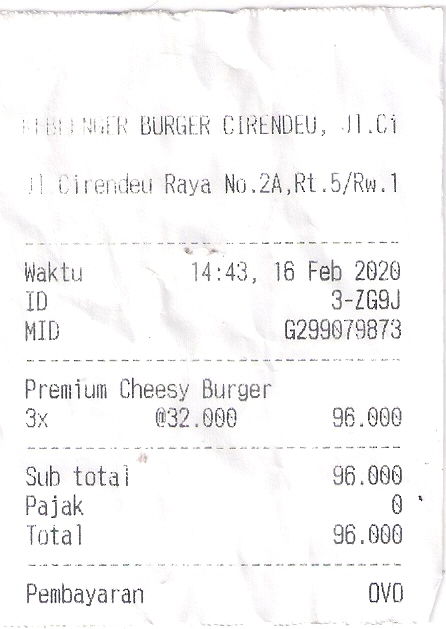 BURGER CIRENDEU, Jl.Ci
Jl.Cirendeu Raya No.2A,Rt.5/Rw.1
Waktu 14:43, 16 Feb 2020
ID 3-ZG9J
MID G299079873
Premium Cheesy Burger
3x @32.000 96.000
Sub total 96.000
Pajak 0
Total 96.000
Pembayaran OVO